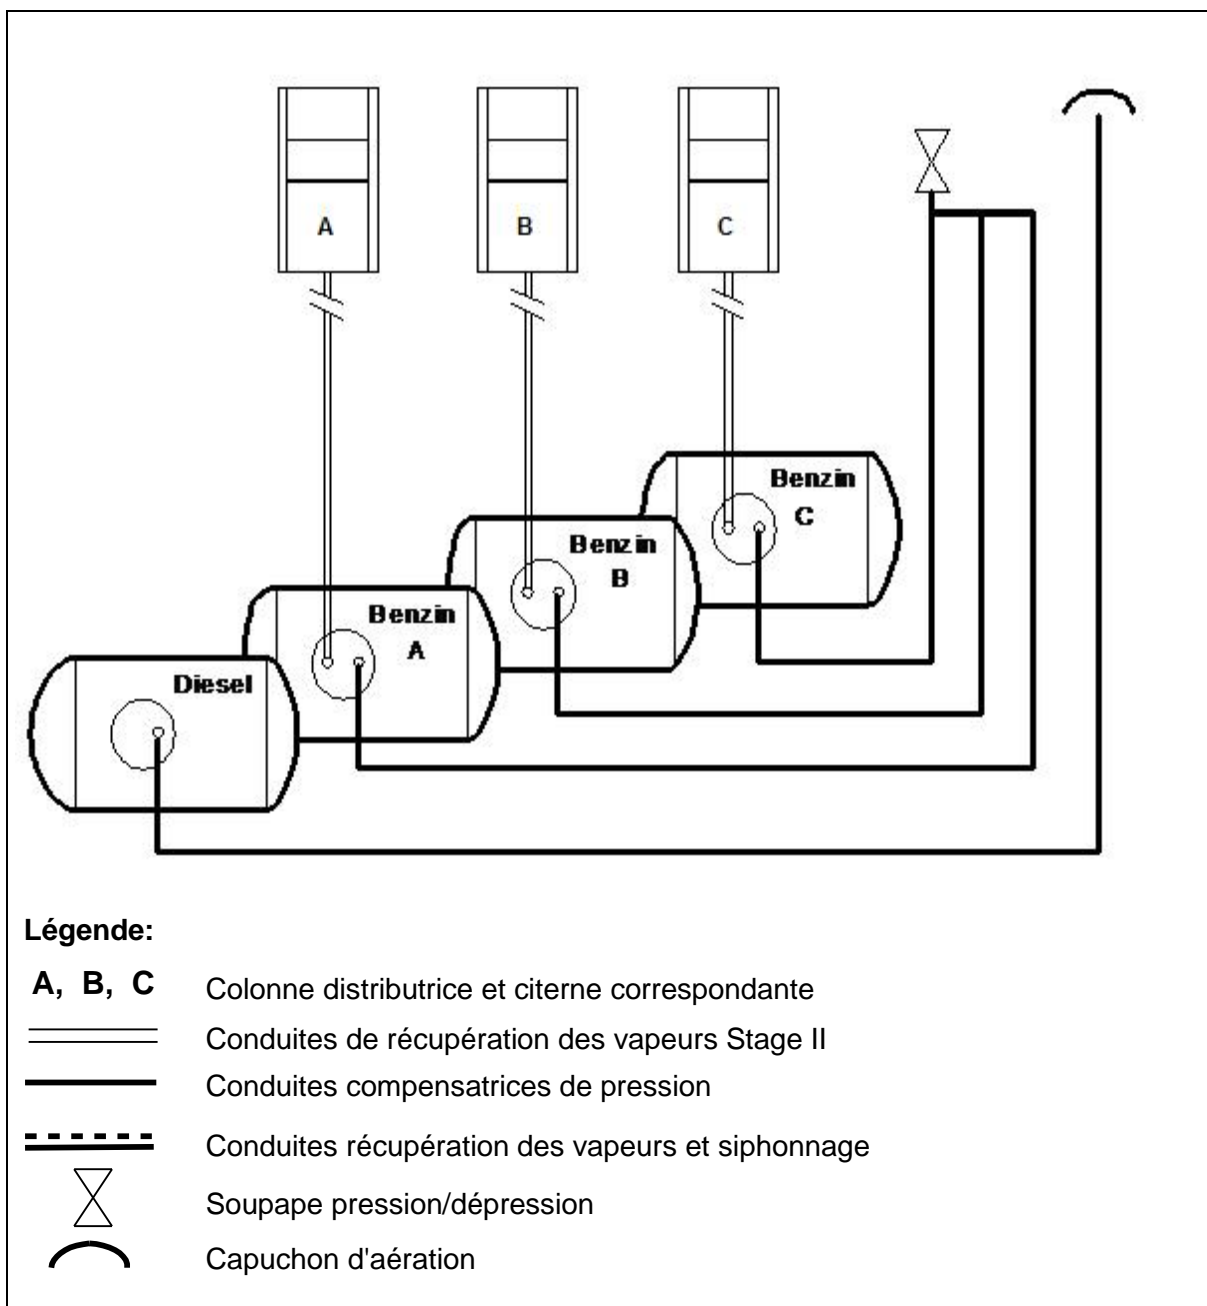 A
B
C
Benzin
C
Benzin
B
Benzin
A
Diesel
Légende:
A, B, C Colonne distributrice et citerne correspondante
Conduites de récupération des vapeurs Stage II
Conduites compensatrices de pression
Conduites récupération des vapeurs et siphonnage
Soupape pression/dépression
Capuchon d'aération